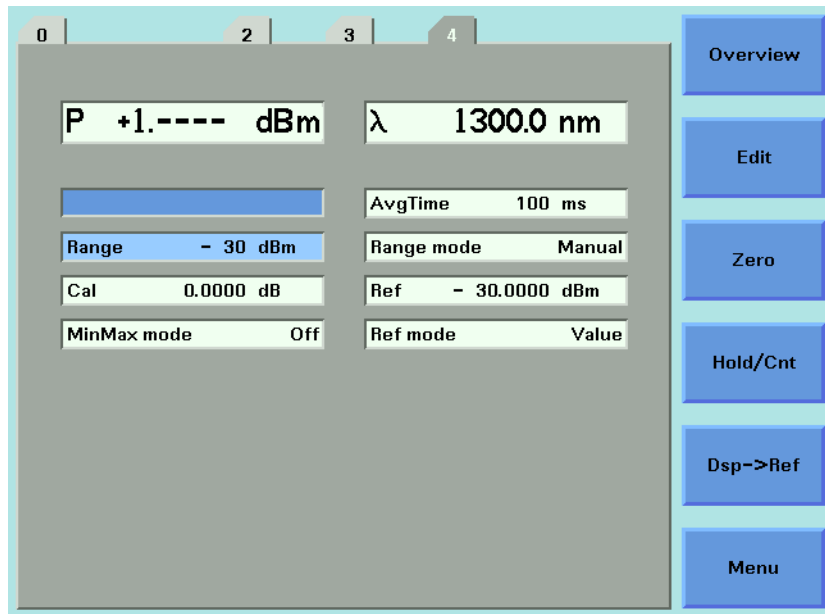 0 2 3 4
P +1.---- dBm λ 1300.0 nm
AvgTime 100 ms
Range - 30 dBm Range mode Manual
Cal 0.0000 dB Ref - 30.0000 dBm
MinMax mode Off Ref mode Value
Overview
Edit
Zero
Hold/Cnt
Dsp->Ref
Menu